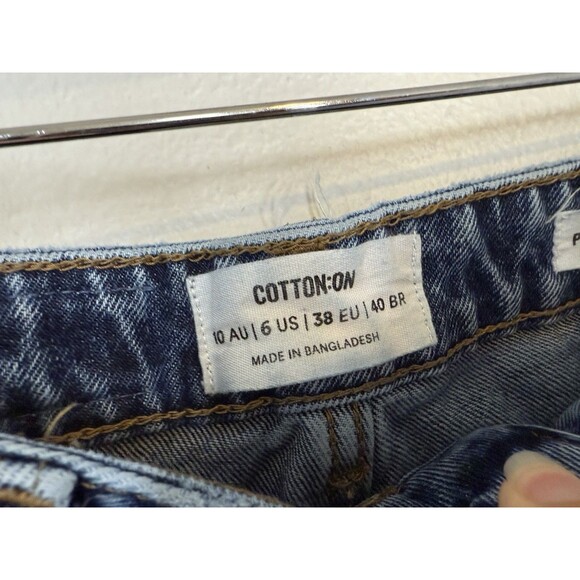 COTTON:ON
10 AU | 6 US | 38 EU | 40 BR
MADE IN BANGLADESH
P